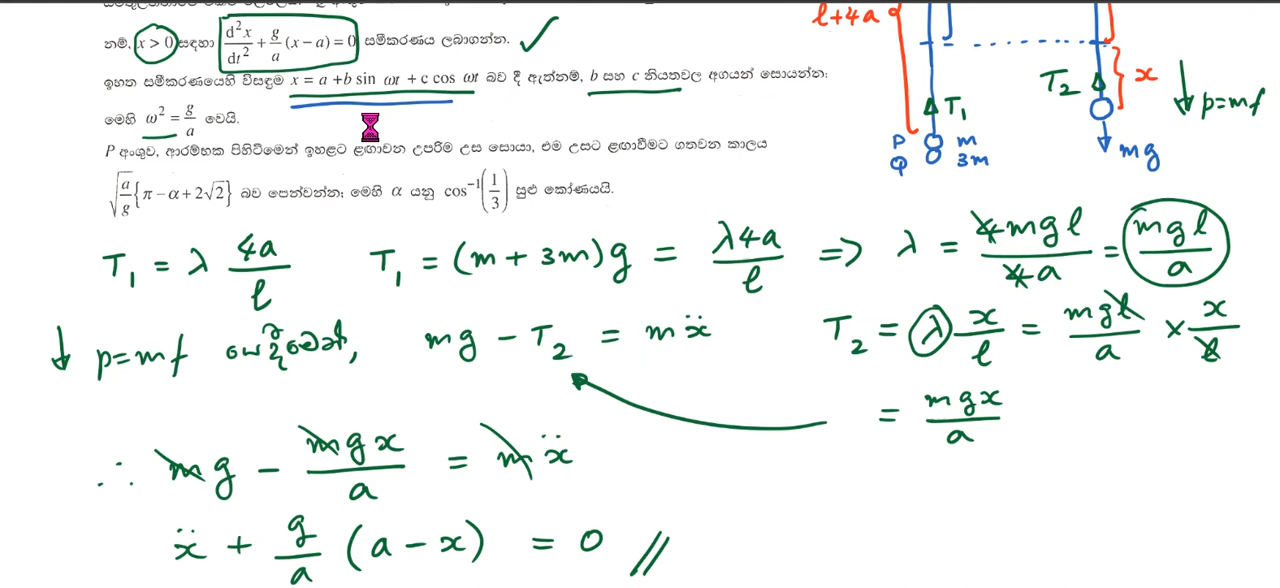 නම්, x > 0 සඳහා d²x/dt² + g/a (x − a) = 0 සමීකරණය ලබාගන්න.
ඉහත සමීකරණයෙහි විසඳුම x = a + b sin ωt + c cos ωt බව දී ඇත්නම්, b සහ c නියතවල අගයන් සොයන්න;
මෙහි ω² = g/a වෙයි.
P අංශුව, ආරම්භක පිහිටීමෙන් ඉහළට ළඟාවන උපරිම උස සොයා, එම උසට ළඟාවීමට ගතවන කාලය
√(a/g) {π − α + 2√2} බව පෙන්වන්න; මෙහි α යනු cos⁻¹(1/3) සුළු කෝණයයි.
l+4a
x
T₂
T₁
↓ p=mf
P m
Q 3m
mg
T₁ = λ 4a/l T₁ = (m + 3m)g = λ4a/l => λ = 4mgl/4a = mgl/a
↓ p=mf යෙදීමෙන්, mg − T₂ = mẍ T₂ = λ x/l = mgl/a × x/l
= mgx/a
∴ mg − mgx/a = mẍ
ẍ + g/a (a − x) = 0 //